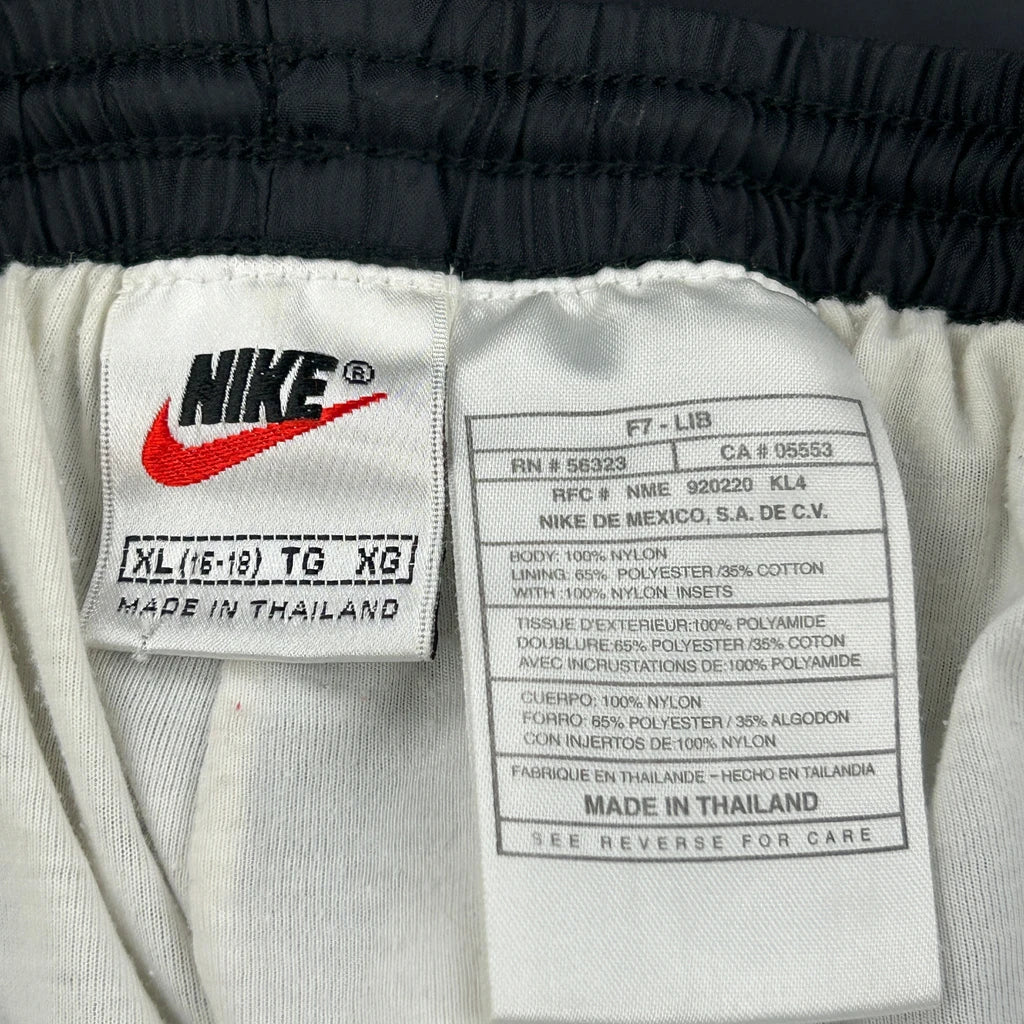 NIKE®
XL (16-18) TG XG
MADE IN THAILAND
F7 - LIB
RN # 56323 CA # 05553
RFC # NME 920220 KL4
NIKE DE MEXICO, S.A. DE C.V.
BODY: 100% NYLON
LINING: 65% POLYESTER /35% COTTON
WITH :100% NYLON INSETS
TISSUE D'EXTERIEUR:100% POLYAMIDE
DOUBLURE:65% POLYESTER /35% COTON
AVEC INCRUSTATIONS DE:100% POLYAMIDE
CUERPO: 100% NYLON
FORRO: 65% POLYESTER / 35% ALGODON
CON INJERTOS DE:100% NYLON
FABRIQUE EN THAILANDE - HECHO EN TAILANDIA
MADE IN THAILAND
SEE REVERSE FOR CARE